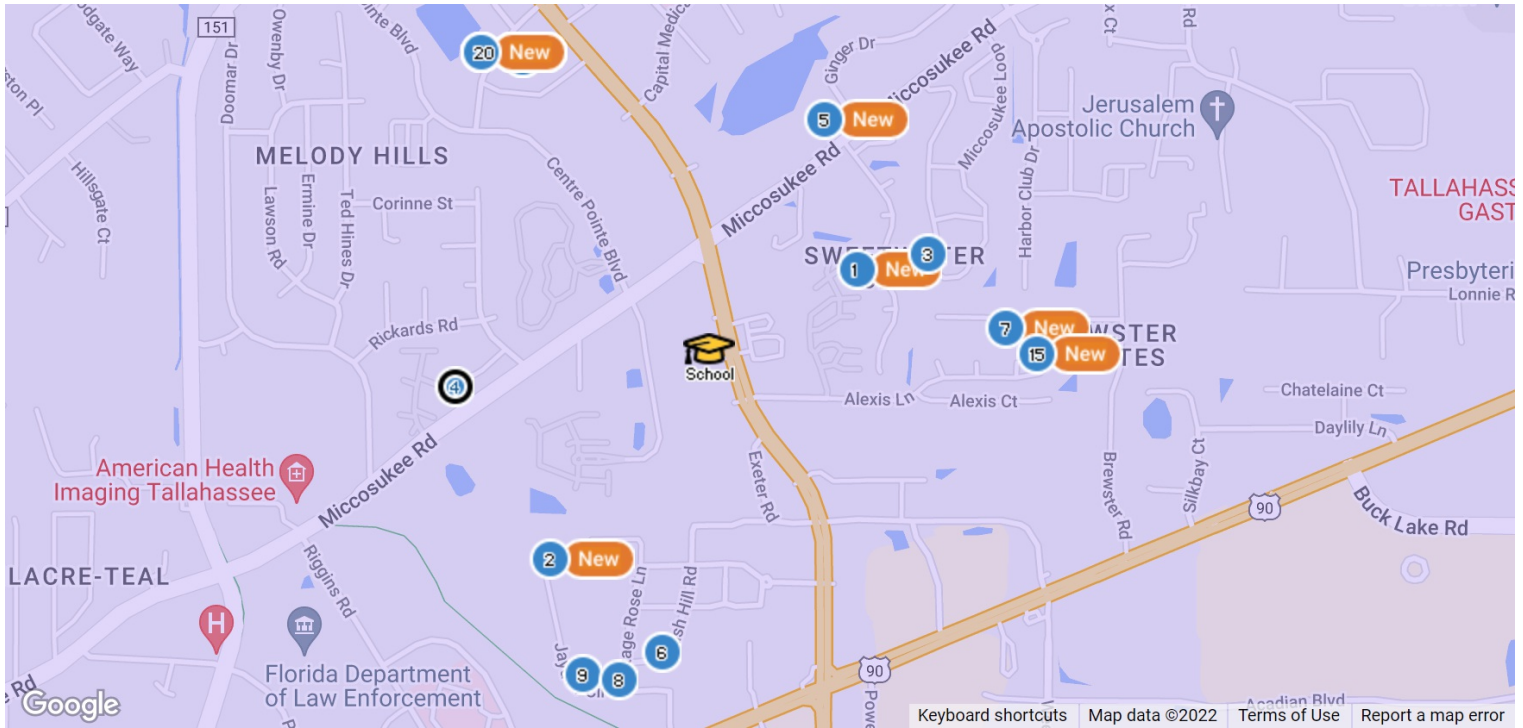 151
Owenby Dr
Doomar Dr
Capital Medic
20
New
Ginger Dr
Miccosukee Rd
5
New
Miccosukee Loop
Jerusalem
Apostolic Church
MELODY HILLS
Hillsgate Ct
Lawson Rd
Ermine Dr
Ted Hines Dr
Corinne St
Centre Pointe Blvd
Miccosukee Rd
Harbor Club Dr
TALLAHASS
GAST
3
1
New
Presbyteri
Lonnie R
Rickards Rd
School
7
New
WSTER
15
New
TES
4
Alexis Ln
Alexis Ct
Chatelaine Ct
Daylily Ln
American Health
Imaging Tallahassee
Miccosukee Rd
Exeter Rd
Brewster Rd
Silkbay Ct
90
Buck Lake Rd
2
New
LACRE-TEAL
Riggins Rd
H
6
9
8
90
Florida Department
of Law Enforcement
Acadian Blvd
Google
Keyboard shortcuts
Map data ©2022
Terms of Use
Report a map error